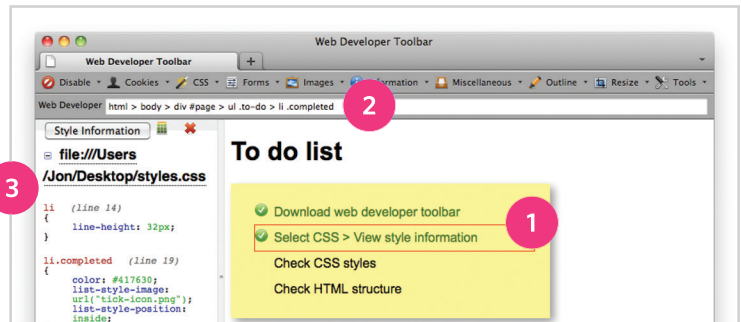 Web Developer Toolbar
Web Developer Toolbar +
Disable Cookies CSS Forms Images Information Miscellaneous Outline Resize Tools
Web Developer html > body > div #page > ul .to-do > li .completed
2
Style Information
file:///Users
/Jon/Desktop/styles.css
3
li (line 14)
{
line-height: 32px;
}
li.completed (line 19)
{
color: #417630;
list-style-image:
url("tick-icon.png");
list-style-position:
inside;
To do list
Download web developer toolbar
1
Select CSS > View style information
Check CSS styles
Check HTML structure